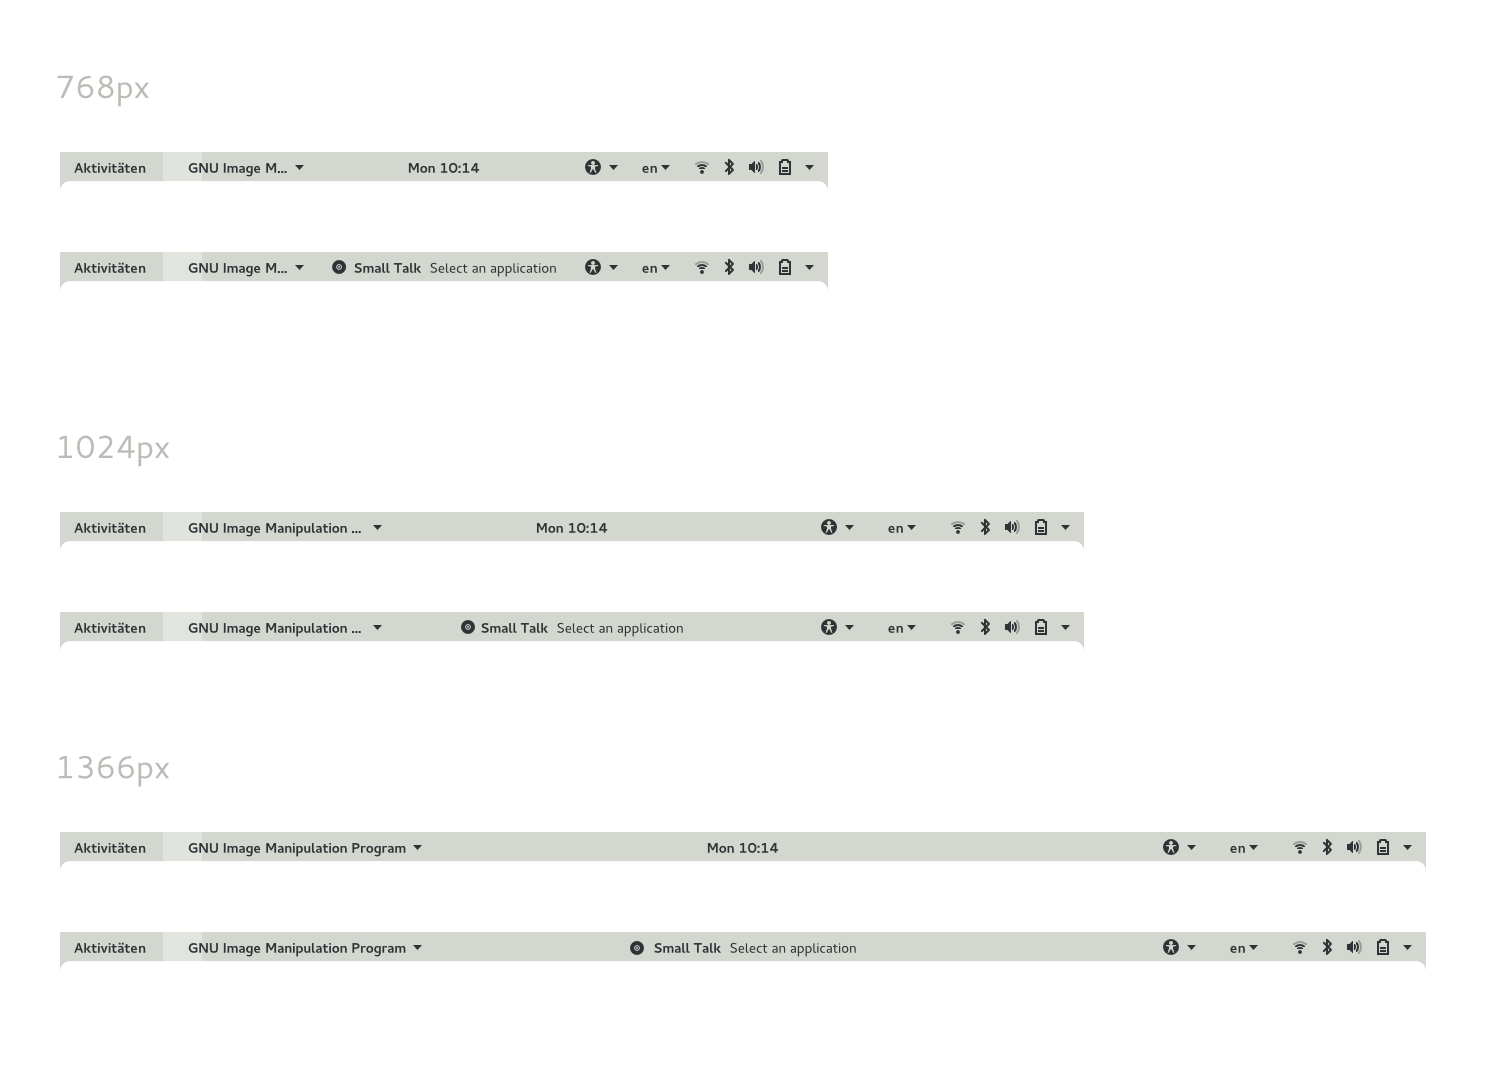 768px
Aktivitäten GNU Image M... Mon 10:14 en
Aktivitäten GNU Image M... Small Talk Select an application en
1024px
Aktivitäten GNU Image Manipulation ... Mon 10:14 en
Aktivitäten GNU Image Manipulation ... Small Talk Select an application en
1366px
Aktivitäten GNU Image Manipulation Program Mon 10:14 en
Aktivitäten GNU Image Manipulation Program Small Talk Select an application en